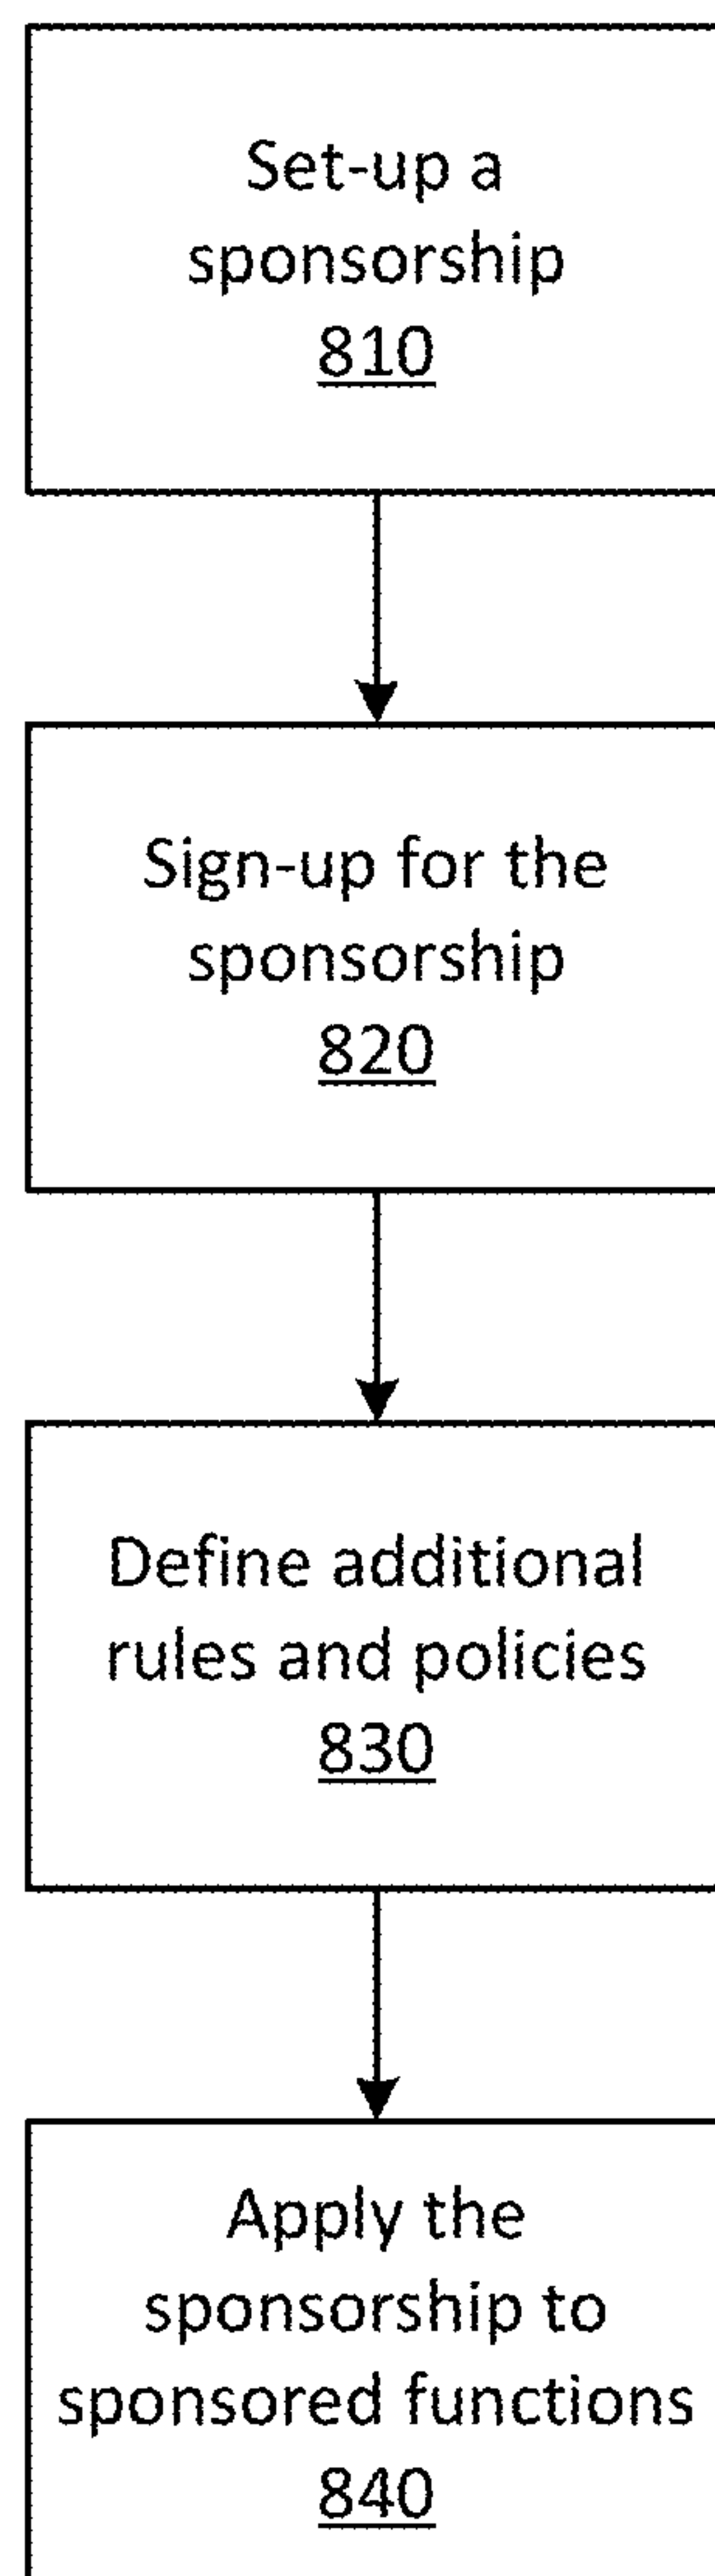 Set-up a
sponsorship
810
Sign-up for the
sponsorship
820
Define additional
rules and policies
830
Apply the
sponsorship to
sponsored functions
840